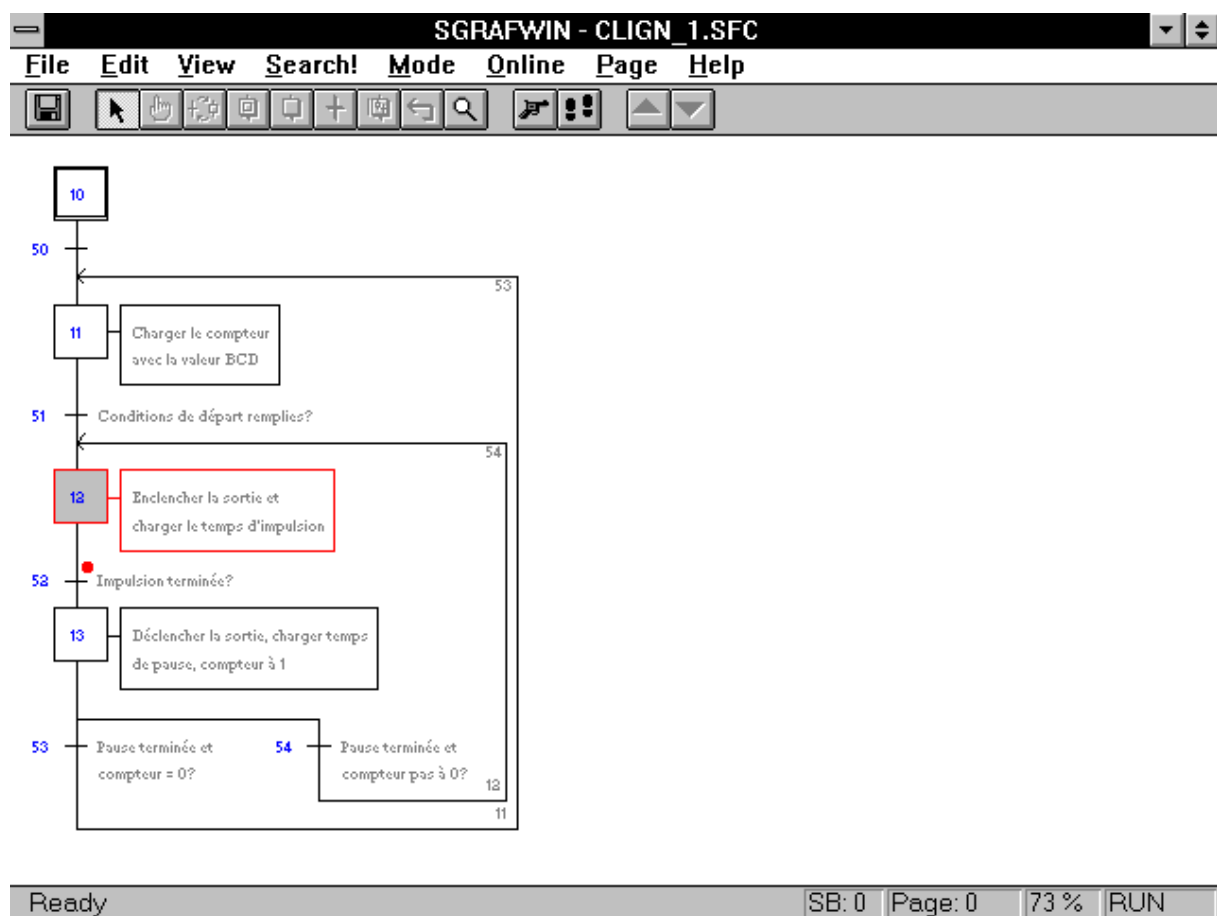 SGRAFWIN - CLIGN_1.SFC
File Edit View Search! Mode Online Page Help
10
50
53
11
Charger le compteur
avec la valeur BCD
51
Conditions de départ remplies?
54
12
Enclencher la sortie et
charger le temps d'impulsion
52
Impulsion terminée?
13
Déclencher la sortie, charger temps
de pause, compteur à 1
53
Pause terminée et
compteur = 0?
54
Pause terminée et
compteur pas à 0?
12
11
Ready SB: 0 Page: 0 73 % RUN